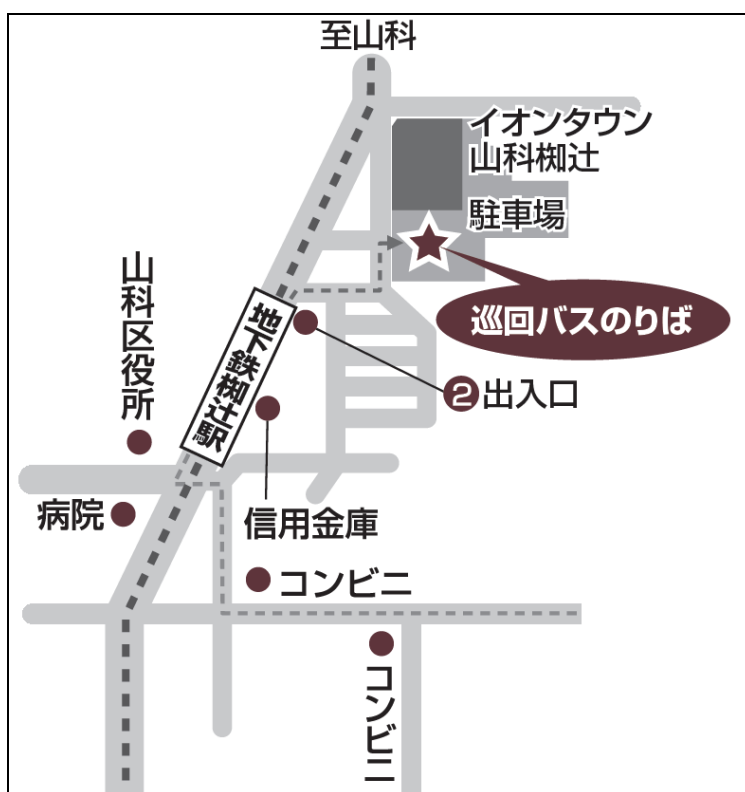 至山科
イオンタウン
山科椥辻
駐車場
巡回バスのりば
山科区役所
地下鉄椥辻駅
❷出入口
病院
信用金庫
コンビニ
コンビニ